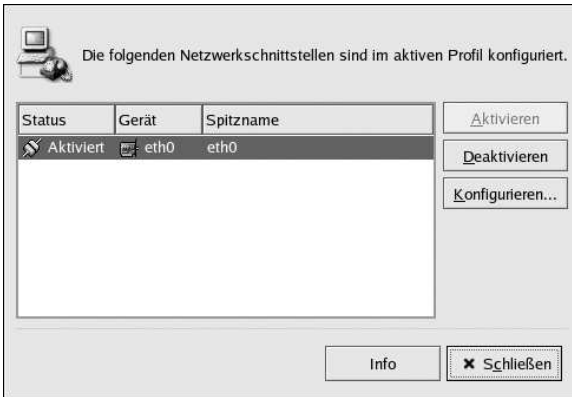 Die folgenden Netzwerkschnittstellen sind im aktiven Profil konfiguriert.
Status Gerät Spitzname
Aktiviert eth0 eth0
Aktivieren
Deaktivieren
Konfigurieren...
Info
Schließen